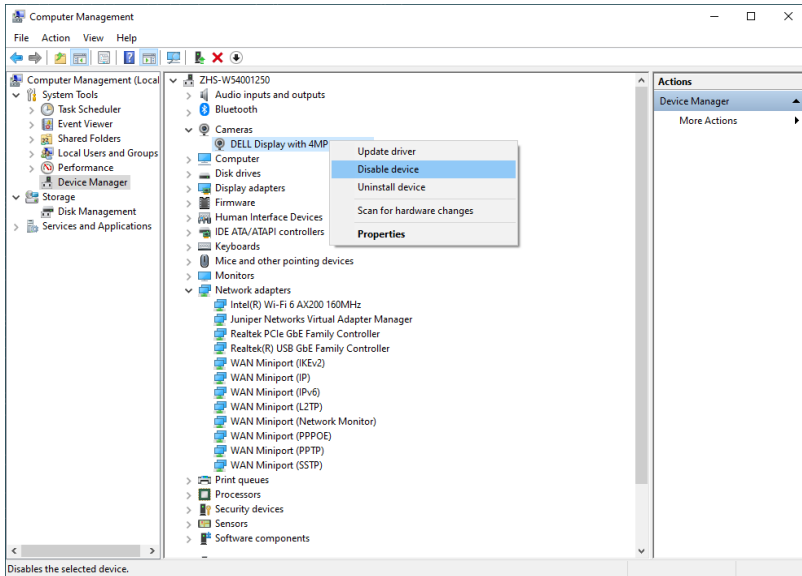 Computer Management
File Action View Help
Computer Management (Local
System Tools
Task Scheduler
Event Viewer
Shared Folders
Local Users and Groups
Performance
Device Manager
Storage
Disk Management
Services and Applications
ZHS-W54001250
Audio inputs and outputs
Bluetooth
Cameras
DELL Display with 4MP
Computer
Disk drives
Display adapters
Firmware
Human Interface Devices
IDE ATA/ATAPI controllers
Keyboards
Mice and other pointing devices
Monitors
Network adapters
Intel(R) Wi-Fi 6 AX200 160MHz
Juniper Networks Virtual Adapter Manager
Realtek PCIe GbE Family Controller
Realtek(R) USB GbE Family Controller
WAN Miniport (IKEv2)
WAN Miniport (IP)
WAN Miniport (IPv6)
WAN Miniport (L2TP)
WAN Miniport (Network Monitor)
WAN Miniport (PPPOE)
WAN Miniport (PPTP)
WAN Miniport (SSTP)
Print queues
Processors
Security devices
Sensors
Software components
Update driver
Disable device
Uninstall device
Scan for hardware changes
Properties
Actions
Device Manager
More Actions
Disables the selected device.